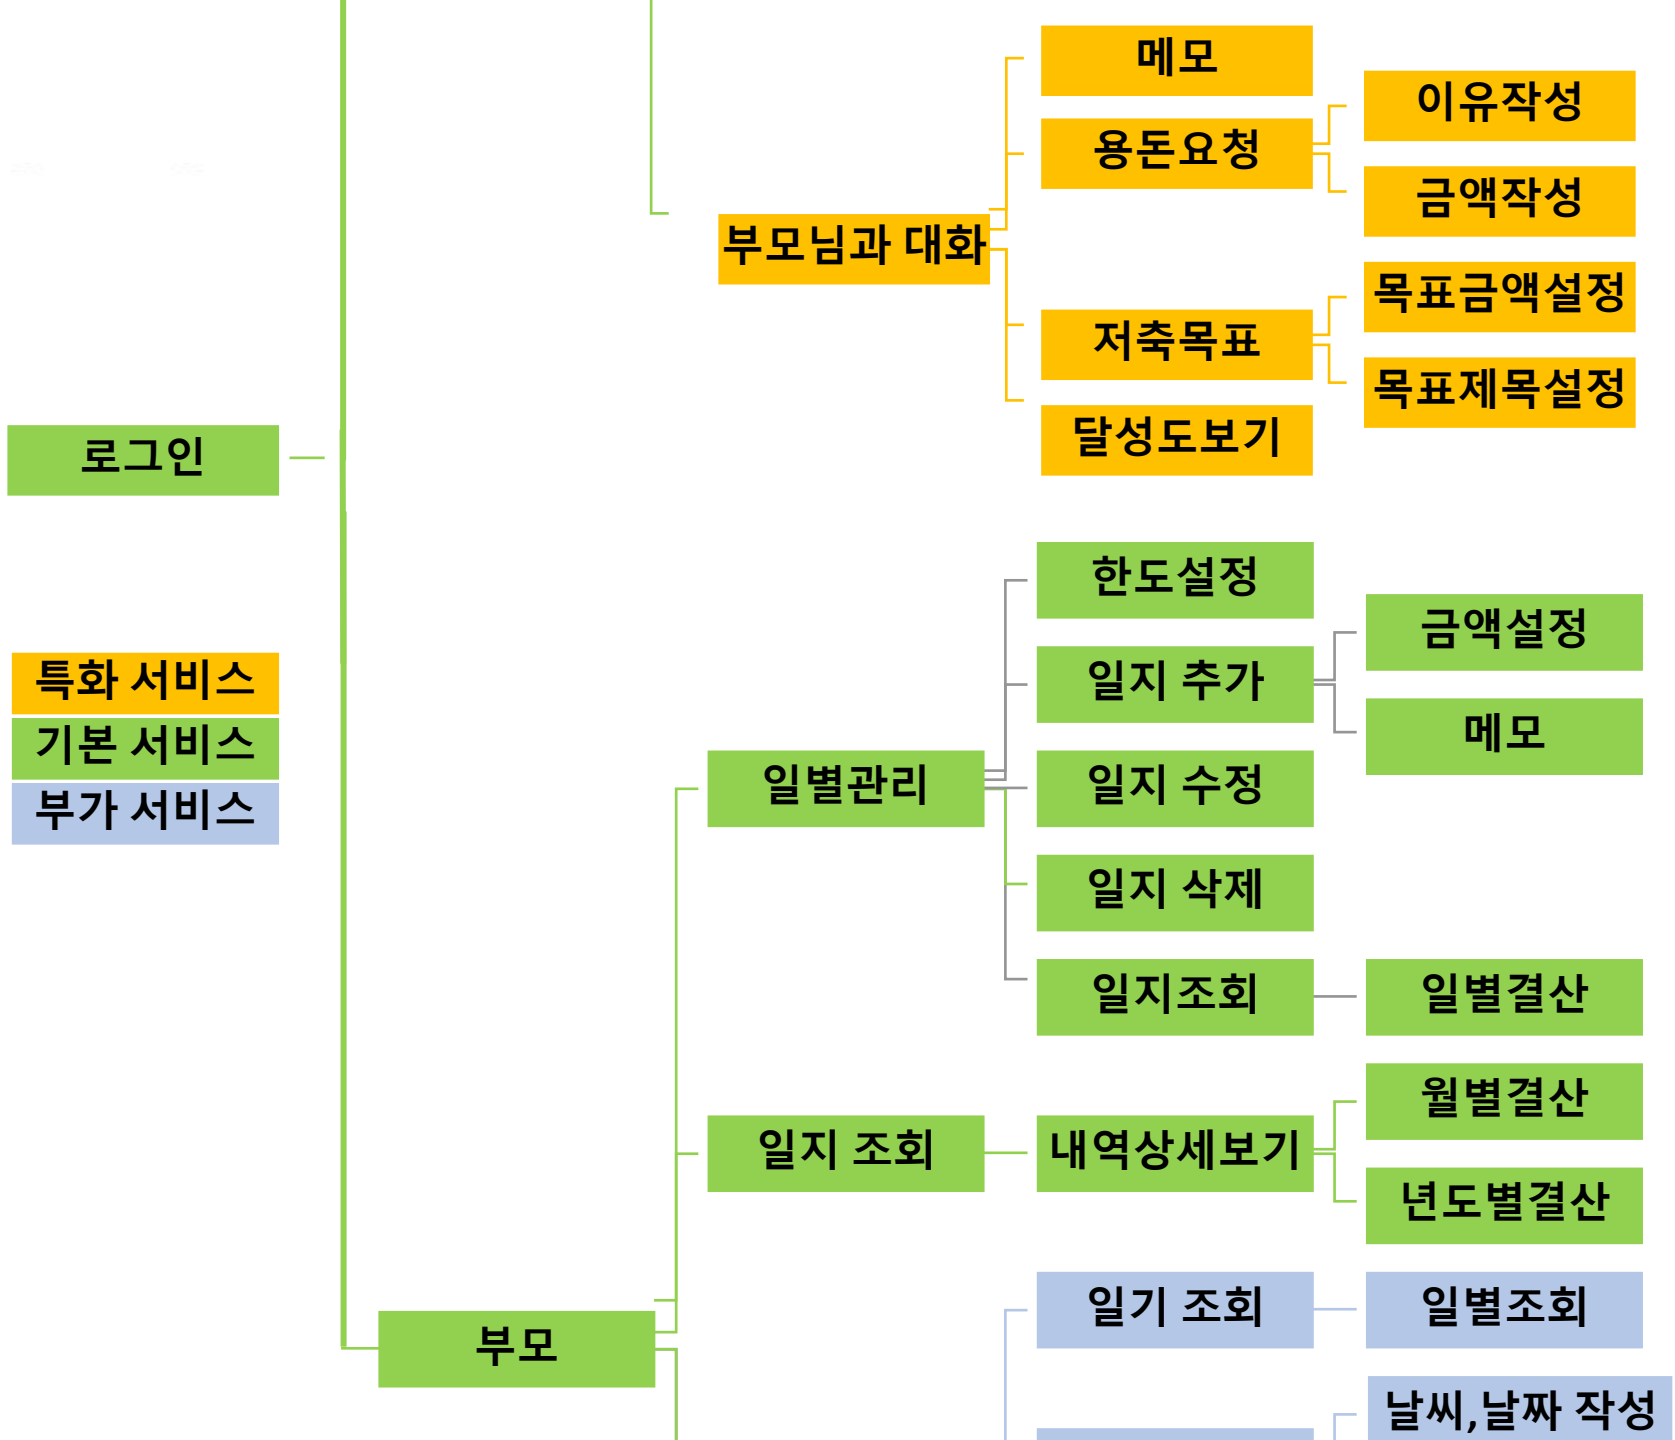 메모
이유작성
용돈요청
금액작성
부모님과 대화
목표금액설정
저축목표
목표제목설정
달성도보기
로그인
한도설정
금액설정
특화 서비스
일지 추가
기본 서비스
메모
일별관리
일지 수정
부가 서비스
일지 삭제
일지조회
일별결산
월별결산
일지 조회
내역상세보기
년도별결산
일기 조회
일별조회
부모
날씨,날짜 작성